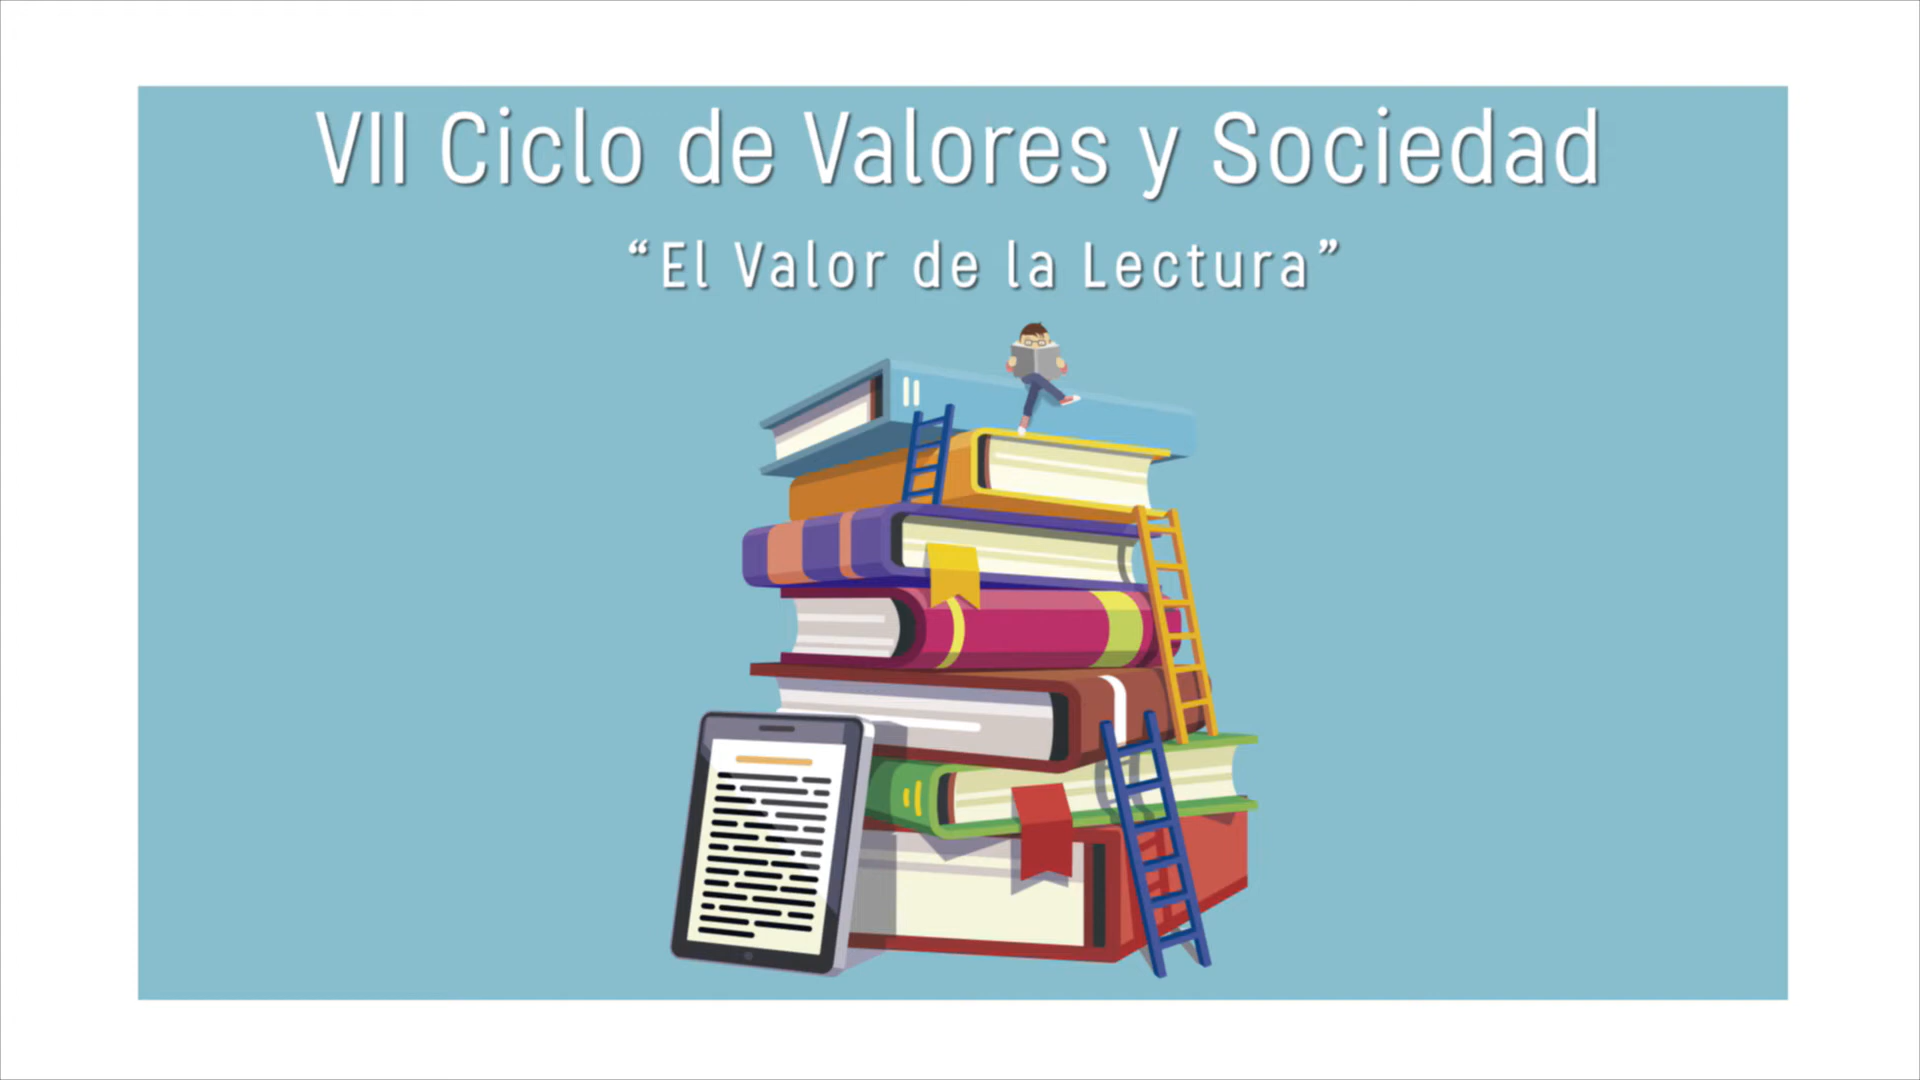 VII Ciclo de Valores y Sociedad
“El Valor de la Lectura”